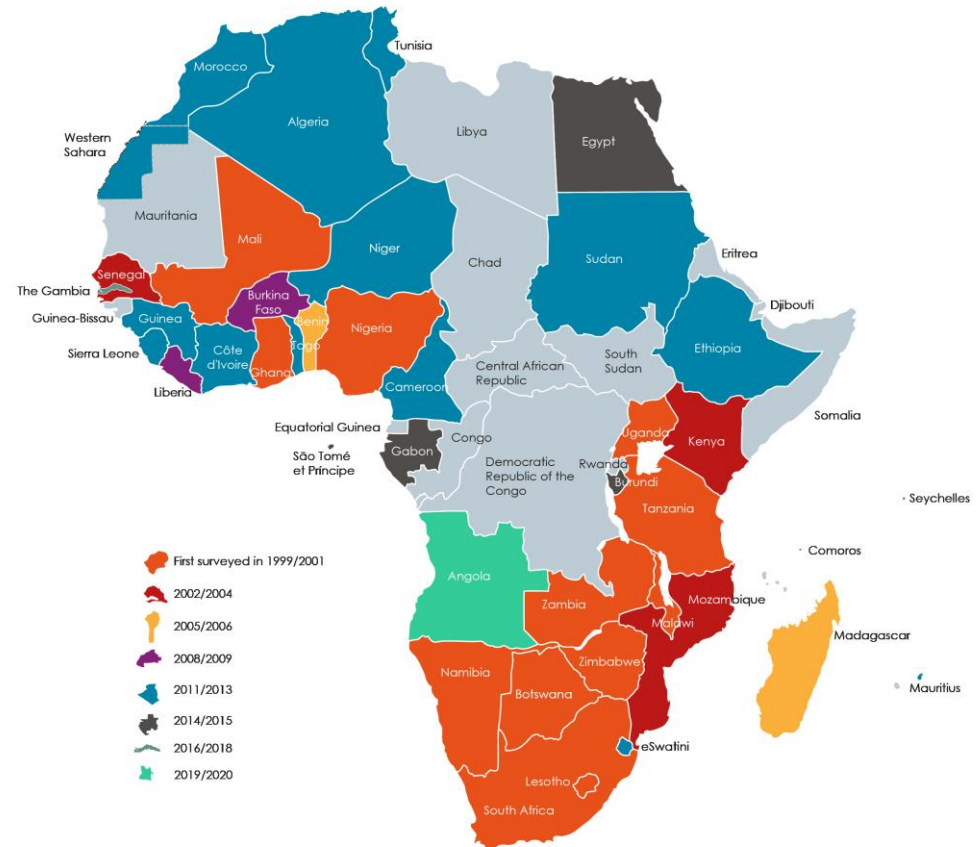 Tunisia
Morocco
Algeria
Libya
Egypt
Western
Sahara
Mauritania
Mali
Niger
Chad
Sudan
Eritrea
Senegal
The Gambia
Burkina
Faso
Djibouti
Guinea-Bissau
Guinea
Benin
Nigeria
Togo
Sierra Leone
Côte
d'Ivoire
Ghana
South
Sudan
Ethiopia
Central African
Republic
Cameroon
Liberia
Somalia
Equatorial Guinea
Congo
Uganda
Kenya
São Tomé
et Príncipe
Gabon
Democratic
Republic of the
Congo
Rwanda
Burundi
Seychelles
Tanzania
Comoros
Angola
Zambia
Malawi
Mozambique
Madagascar
Namibia
Zimbabwe
Botswana
Mauritius
eSwatini
Lesotho
South Africa
First surveyed in 1999/2001
2002/2004
2005/2006
2008/2009
2011/2013
2014/2015
2016/2018
2019/2020